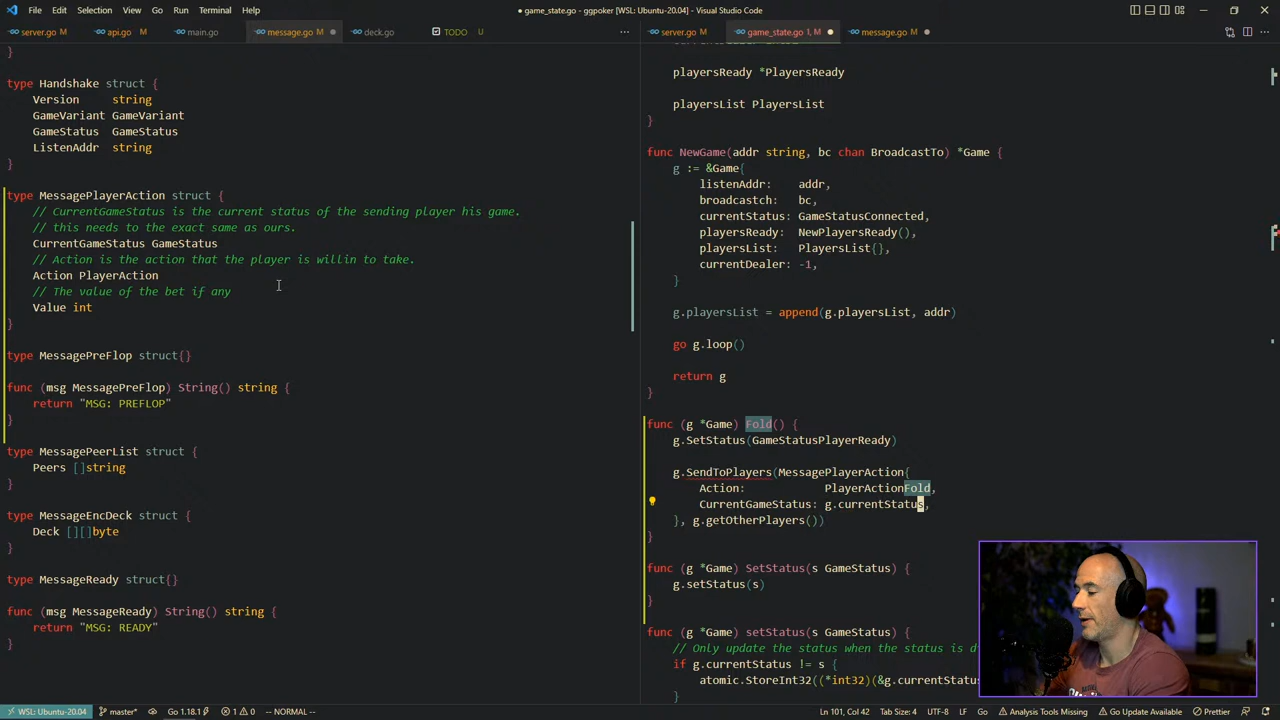 File Edit Selection View Go Run Terminal Help
● game_state.go - ggpoker [WSL: Ubuntu-20.04] - Visual Studio Code
server.go M
api.go M
main.go
message.go M
deck.go
TODO U
}
type Handshake struct {
Version string
GameVariant GameVariant
GameStatus GameStatus
ListenAddr string
}
type MessagePlayerAction struct {
// CurrentGameStatus is the current status of the sending player his game.
// this needs to the exact same as ours.
CurrentGameStatus GameStatus
// Action is the action that the player is willin to take.
Action PlayerAction
// The value of the bet if any
Value int
}
type MessagePreFlop struct{}
func (msg MessagePreFlop) String() string {
return "MSG: PREFLOP"
}
type MessagePeerList struct {
Peers []string
}
type MessageEncDeck struct {
Deck [][]byte
}
type MessageReady struct{}
func (msg MessageReady) String() string {
return "MSG: READY"
}
server.go M
game_state.go 1, M
message.go M
playersReady *PlayersReady
playersList PlayersList
}
func NewGame(addr string, bc chan BroadcastTo) *Game {
g := &Game{
listenAddr: addr,
broadcastch: bc,
currentStatus: GameStatusConnected,
playersReady: NewPlayersReady(),
playersList: PlayersList{},
currentDealer: -1,
}
g.playersList = append(g.playersList, addr)
go g.loop()
return g
}
func (g *Game) Fold() {
g.SetStatus(GameStatusPlayerReady)
g.SendToPlayers(MessagePlayerAction{
Action: PlayerActionFold,
CurrentGameStatus: g.currentStatus,
}, g.getOtherPlayers())
}
func (g *Game) SetStatus(s GameStatus) {
g.setStatus(s)
}
func (g *Game) setStatus(s GameStatus) {
// Only update the status when the status is d
if g.currentStatus != s {
atomic.StoreInt32((*int32)(&g.currentStatus
}
WSL: Ubuntu-20.04 master* Go 1.18.1 1 0 -- NORMAL -- Ln 101, Col 42 Tab Size: 4 UTF-8 LF Go Analysis Tools Missing Go Update Available Prettier